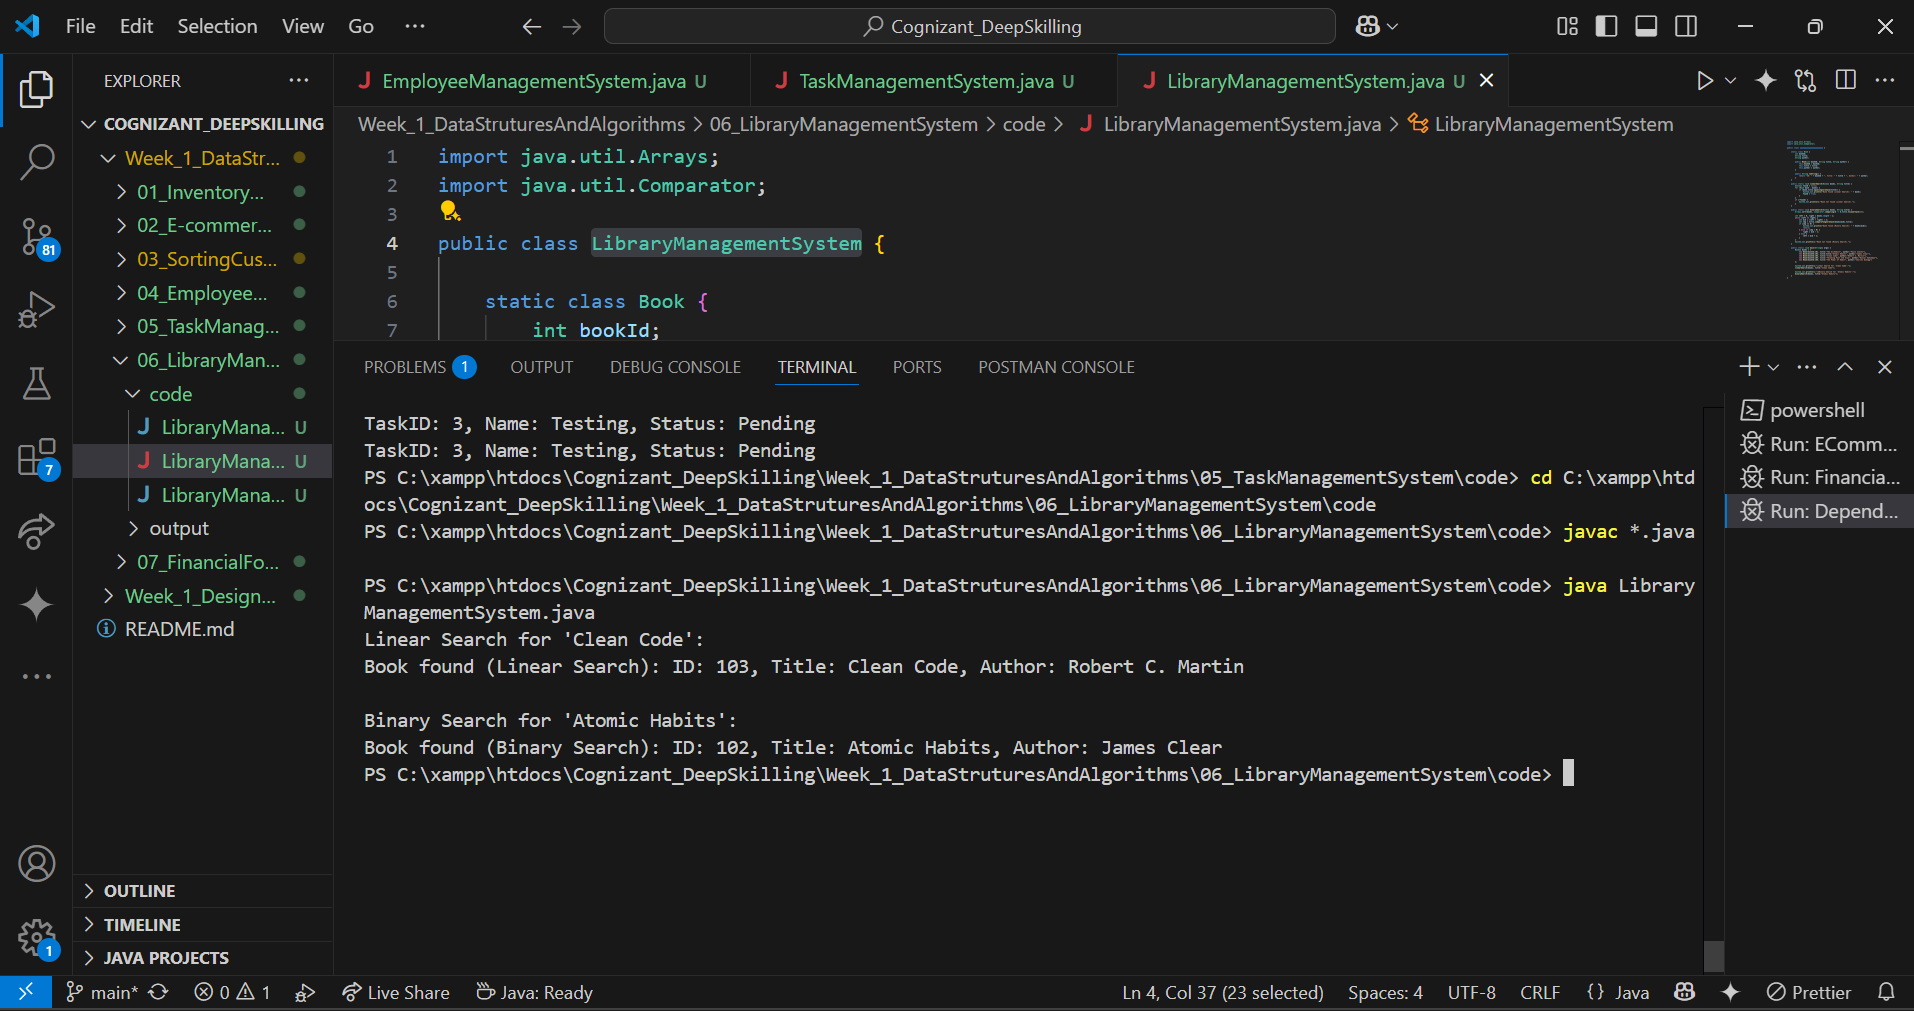 File Edit Selection View Go ··· Cognizant_DeepSkilling
EXPLORER
EmployeeManagementSystem.java U
TaskManagementSystem.java U
LibraryManagementSystem.java U
Week_1_DataStruturesAndAlgorithms > 06_LibraryManagementSystem > code > LibraryManagementSystem.java > LibraryManagementSystem
COGNIZANT_DEEPSKILLING
Week_1_DataStr...
01_Inventory...
02_E-commer...
03_SortingCus...
04_Employee...
05_TaskManag...
06_LibraryMan...
code
LibraryMana... U
LibraryMana... U
LibraryMana... U
output
07_FinancialFo...
Week_1_Design...
README.md
81
7
1
OUTLINE
TIMELINE
JAVA PROJECTS
1 import java.util.Arrays;
2 import java.util.Comparator;
3
4 public class LibraryManagementSystem {
5
6 static class Book {
7 int bookId;
PROBLEMS 1 OUTPUT DEBUG CONSOLE TERMINAL PORTS POSTMAN CONSOLE
TaskID: 3, Name: Testing, Status: Pending
TaskID: 3, Name: Testing, Status: Pending
PS C:\xampp\htdocs\Cognizant_DeepSkilling\Week_1_DataStruturesAndAlgorithms\05_TaskManagementSystem\code> cd C:\xampp\htd
ocs\Cognizant_DeepSkilling\Week_1_DataStruturesAndAlgorithms\06_LibraryManagementSystem\code
PS C:\xampp\htdocs\Cognizant_DeepSkilling\Week_1_DataStruturesAndAlgorithms\06_LibraryManagementSystem\code> javac *.java
PS C:\xampp\htdocs\Cognizant_DeepSkilling\Week_1_DataStruturesAndAlgorithms\06_LibraryManagementSystem\code> java Library
ManagementSystem.java
Linear Search for 'Clean Code':
Book found (Linear Search): ID: 103, Title: Clean Code, Author: Robert C. Martin
Binary Search for 'Atomic Habits':
Book found (Binary Search): ID: 102, Title: Atomic Habits, Author: James Clear
PS C:\xampp\htdocs\Cognizant_DeepSkilling\Week_1_DataStruturesAndAlgorithms\06_LibraryManagementSystem\code>
powershell
Run: EComm...
Run: Financia...
Run: Depend...
main* 0 1 Live Share Java: Ready Ln 4, Col 37 (23 selected) Spaces: 4 UTF-8 CRLF {} Java Prettier